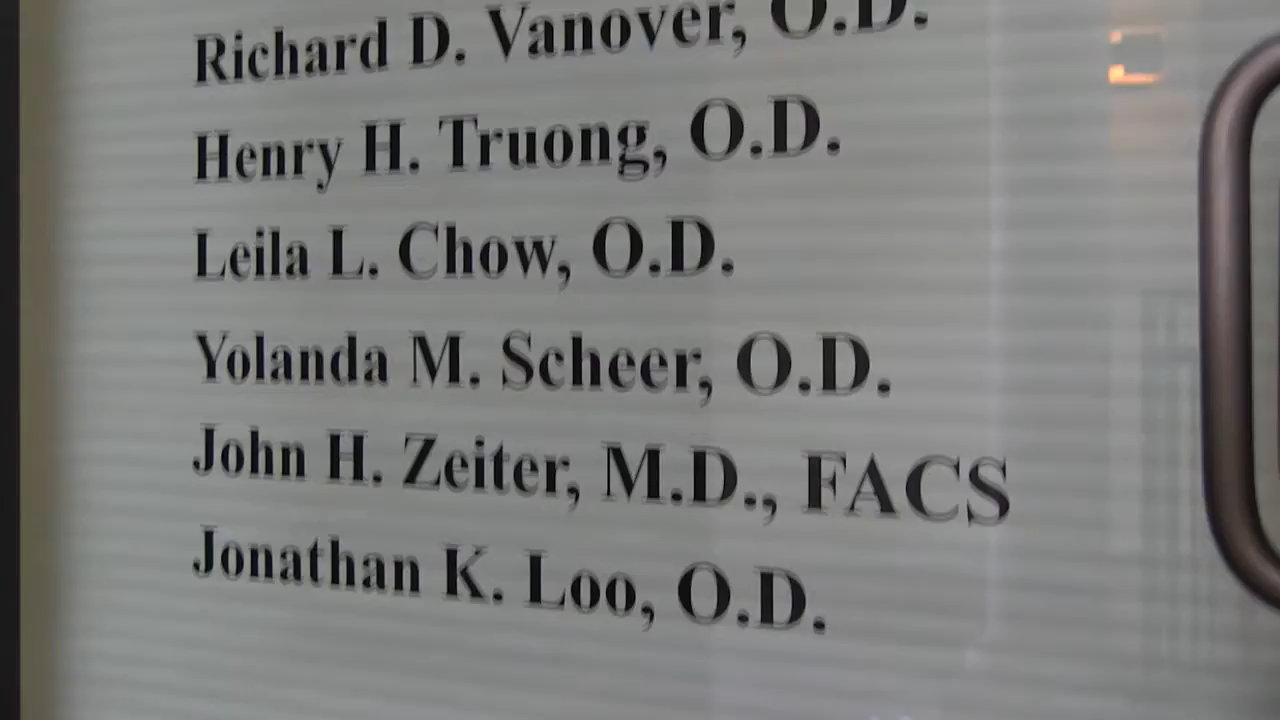 Richard D. Vanover, O.D.
Henry H. Truong, O.D.
Leila L. Chow, O.D.
Yolanda M. Scheer, O.D.
John H. Zeiter, M.D., FACS
Jonathan K. Loo, O.D.